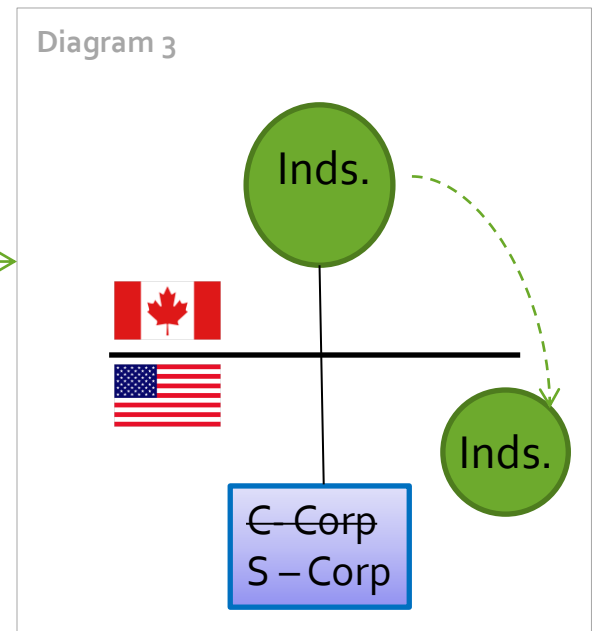 Diagram 3
Inds.
Inds.
C- Corp
S – Corp